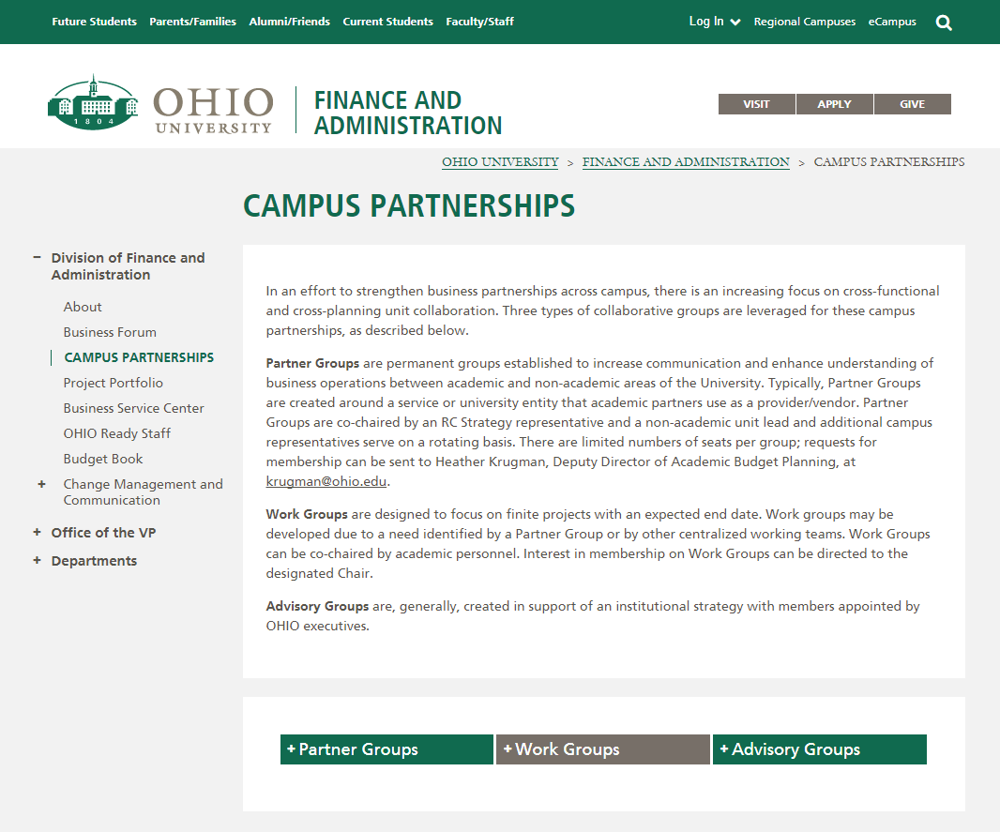 Future Students Parents/Families Alumni/Friends Current Students Faculty/Staff Log In Regional Campuses eCampus
1804
OHIO
UNIVERSITY
FINANCE AND
ADMINISTRATION
VISIT APPLY GIVE
OHIO UNIVERSITY > FINANCE AND ADMINISTRATION > CAMPUS PARTNERSHIPS
CAMPUS PARTNERSHIPS
– Division of Finance and
Administration
About
Business Forum
CAMPUS PARTNERSHIPS
Project Portfolio
Business Service Center
OHIO Ready Staff
Budget Book
+ Change Management and
Communication
+ Office of the VP
+ Departments
In an effort to strengthen business partnerships across campus, there is an increasing focus on cross-functional
and cross-planning unit collaboration. Three types of collaborative groups are leveraged for these campus
partnerships, as described below.
Partner Groups are permanent groups established to increase communication and enhance understanding of
business operations between academic and non-academic areas of the University. Typically, Partner Groups
are created around a service or university entity that academic partners use as a provider/vendor. Partner
Groups are co-chaired by an RC Strategy representative and a non-academic unit lead and additional campus
representatives serve on a rotating basis. There are limited numbers of seats per group; requests for
membership can be sent to Heather Krugman, Deputy Director of Academic Budget Planning, at
krugman@ohio.edu.
Work Groups are designed to focus on finite projects with an expected end date. Work groups may be
developed due to a need identified by a Partner Group or by other centralized working teams. Work Groups
can be co-chaired by academic personnel. Interest in membership on Work Groups can be directed to the
designated Chair.
Advisory Groups are, generally, created in support of an institutional strategy with members appointed by
OHIO executives.
+ Partner Groups + Work Groups + Advisory Groups